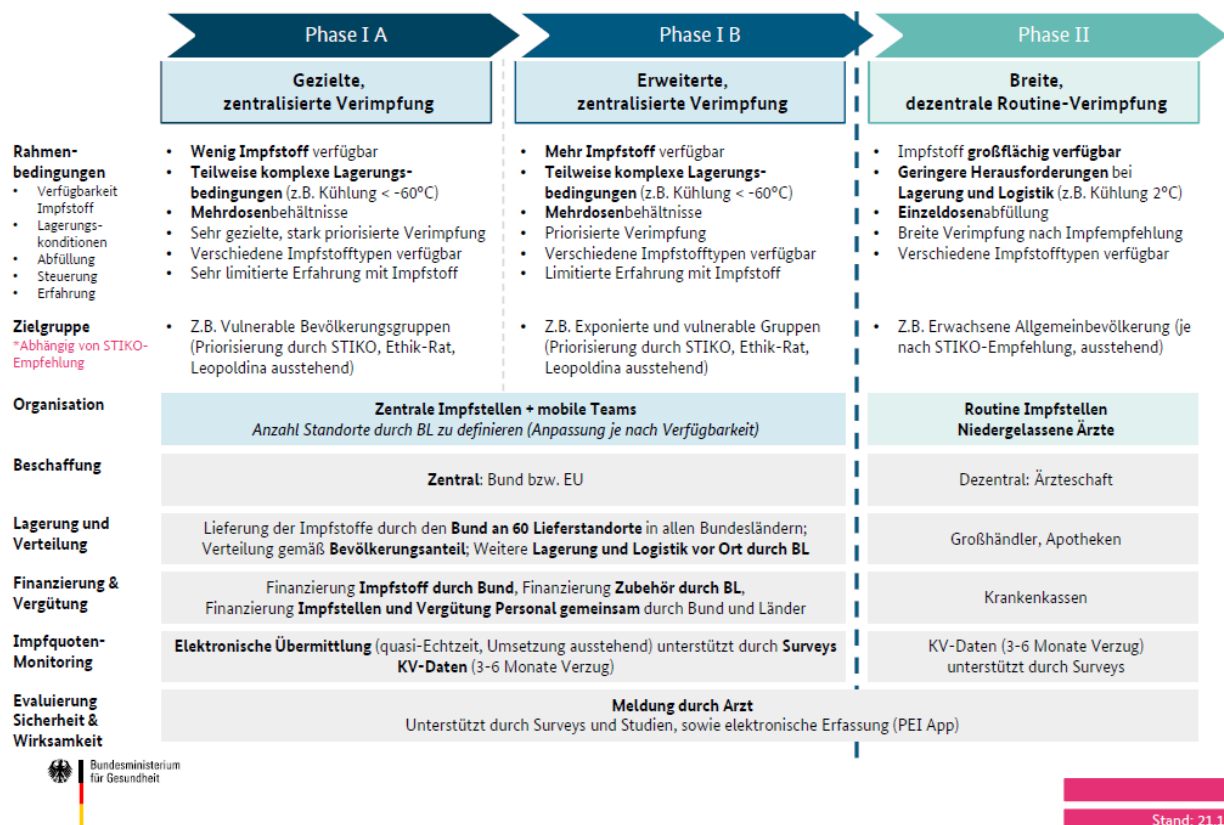 Phase I A
Phase I B
Phase II
Gezielte,
zentralisierte Verimpfung
Erweiterte,
zentralisierte Verimpfung
Breite,
dezentrale Routine-Verimpfung
Rahmen-
bedingungen
• Verfügbarkeit
Impfstoff
• Lagerungs-
konditionen
• Abfüllung
• Steuerung
• Erfahrung
• Wenig Impfstoff verfügbar
• Teilweise komplexe Lagerungs-
bedingungen (z.B. Kühlung < -60°C)
• Mehrdosenbehältnisse
• Sehr gezielte, stark priorisierte Verimpfung
• Verschiedene Impfstofftypen verfügbar
• Sehr limitierte Erfahrung mit Impfstoff
• Mehr Impfstoff verfügbar
• Teilweise komplexe Lagerungs-
bedingungen (z.B. Kühlung < -60°C)
• Mehrdosenbehältnisse
• Priorisierte Verimpfung
• Verschiedene Impfstofftypen verfügbar
• Limitierte Erfahrung mit Impfstoff
• Impfstoff großflächig verfügbar
• Geringere Herausforderungen bei
Lagerung und Logistik (z.B. Kühlung 2°C)
• Einzeldosenabfüllung
• Breite Verimpfung nach Impfempfehlung
• Verschiedene Impfstofftypen verfügbar
Zielgruppe
*Abhängig von STIKO-
Empfehlung
• Z.B. Vulnerable Bevölkerungsgruppen
(Priorisierung durch STIKO, Ethik-Rat,
Leopoldina ausstehend)
• Z.B. Exponierte und vulnerable Gruppen
(Priorisierung durch STIKO, Ethik-Rat,
Leopoldina ausstehend)
• Z.B. Erwachsene Allgemeinbevölkerung (je
nach STIKO-Empfehlung, ausstehend)
Organisation
Zentrale Impfstellen + mobile Teams
Anzahl Standorte durch BL zu definieren (Anpassung je nach Verfügbarkeit)
Routine Impfstellen
Niedergelassene Ärzte
Beschaffung
Zentral: Bund bzw. EU
Dezentral: Ärzteschaft
Lagerung und
Verteilung
Lieferung der Impfstoffe durch den Bund an 60 Lieferstandorte in allen Bundesländern;
Verteilung gemäß Bevölkerungsanteil; Weitere Lagerung und Logistik vor Ort durch BL
Großhändler, Apotheken
Finanzierung &
Vergütung
Finanzierung Impfstoff durch Bund, Finanzierung Zubehör durch BL,
Finanzierung Impfstellen und Vergütung Personal gemeinsam durch Bund und Länder
Krankenkassen
Impfquoten-
Monitoring
Elektronische Übermittlung (quasi-Echtzeit, Umsetzung ausstehend) unterstützt durch Surveys
KV-Daten (3-6 Monate Verzug)
KV-Daten (3-6 Monate Verzug)
unterstützt durch Surveys
Evaluierung
Sicherheit &
Wirksamkeit
Meldung durch Arzt
Unterstützt durch Surveys und Studien, sowie elektronische Erfassung (PEI App)
Bundesministerium
für Gesundheit
Stand: 21.1